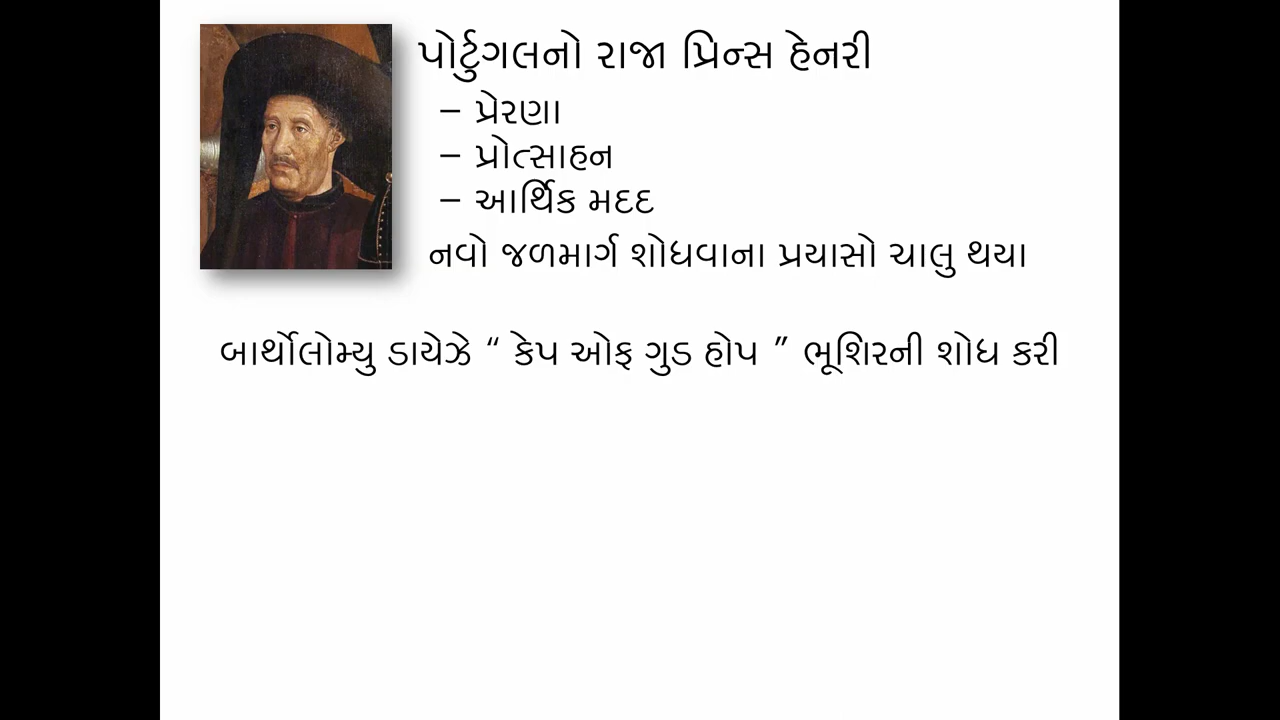 પોર્ટુગલનો રાજા પ્રિન્સ હેનરી
– પ્રેરણા
– પ્રોત્સાહન
– આર્થિક મદદ
નવો જળમાર્ગ શોધવાના પ્રયાસો ચાલુ થયા
બાર્થોલોમ્યુ ડાયેઝે “ કેપ ઓફ ગુડ હોપ ” ભૂશિરની શોધ કરી